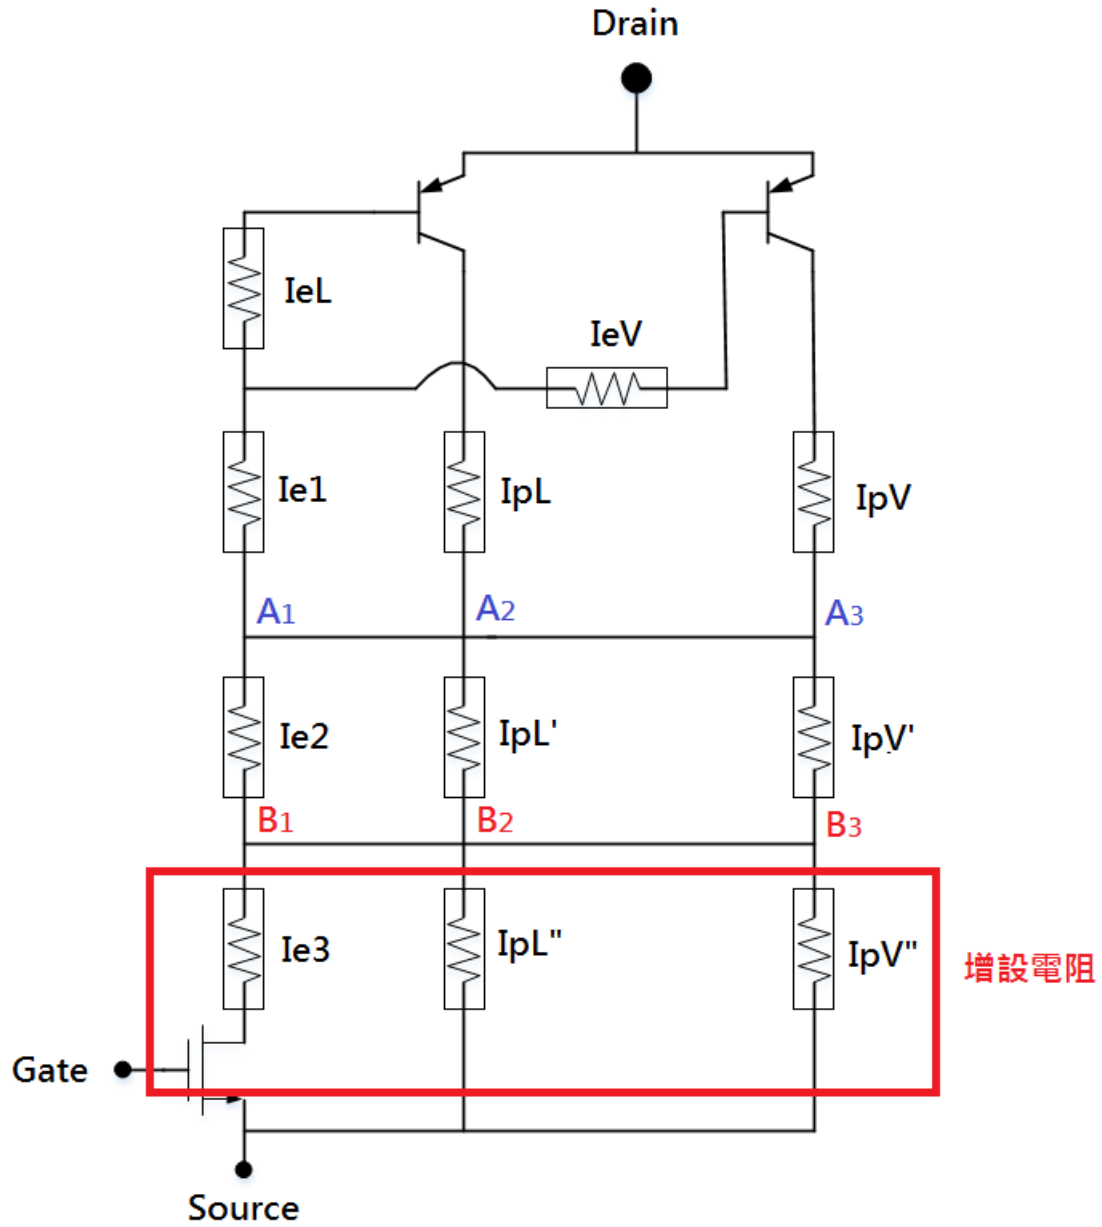 Drain
IeL
IeV
Ie1
IpL
IpV
A1
A2
A3
Ie2
IpL'
IpV'
B1
B2
B3
Ie3
IpL"
IpV"
增設電阻
Gate
Source